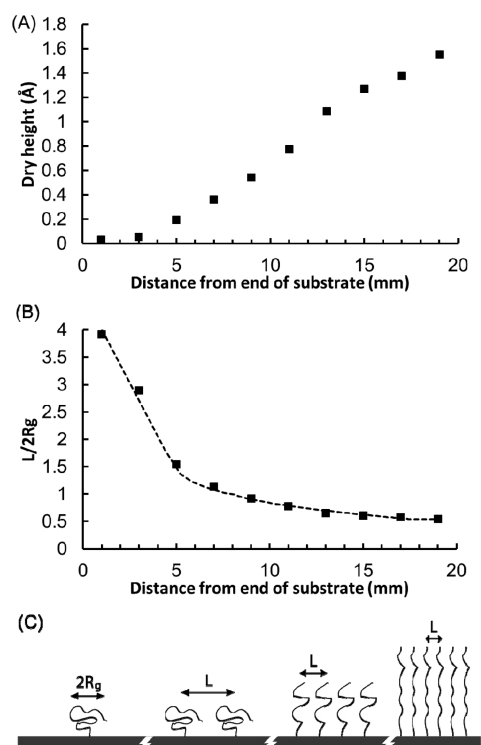 (A)
Dry height (Å)
1.8
1.6
1.4
1.2
1
0.8
0.6
0.4
0.2
0
0 5 10 15 20
Distance from end of substrate (mm)
(B)
L/2Rg
4
3.5
3
2.5
2
1.5
1
0.5
0
0 5 10 15 20
Distance from end of substrate (mm)
(C)
2Rg L L L